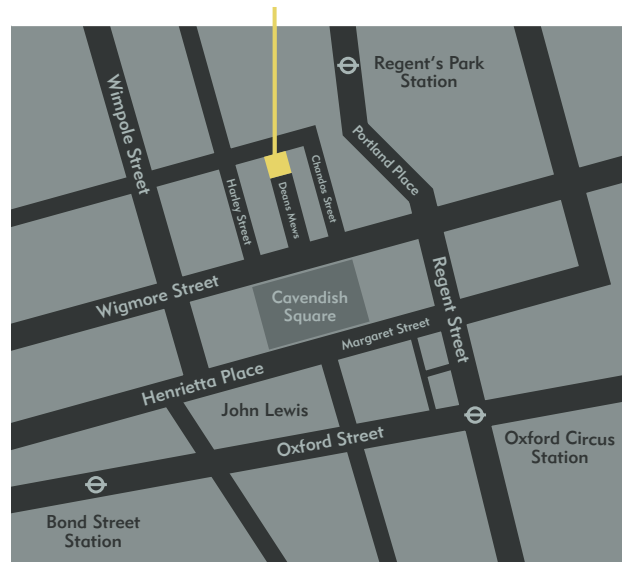 Regent's Park
Station
Wimpole Street
Portland Place
Chandos Street
Harley Street
Deans Mews
Wigmore Street
Cavendish
Square
Regent Street
Margaret Street
Henrietta Place
John Lewis
Oxford Street
Oxford Circus
Station
Bond Street
Station